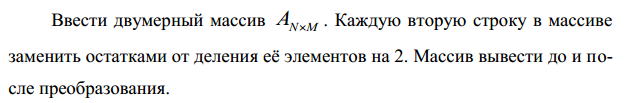 Ввести двумерный массив A_{N×M} . Каждую вторую строку в массиве
заменить остатками от деления её элементов на 2. Массив вывести до и по-
сле преобразования.